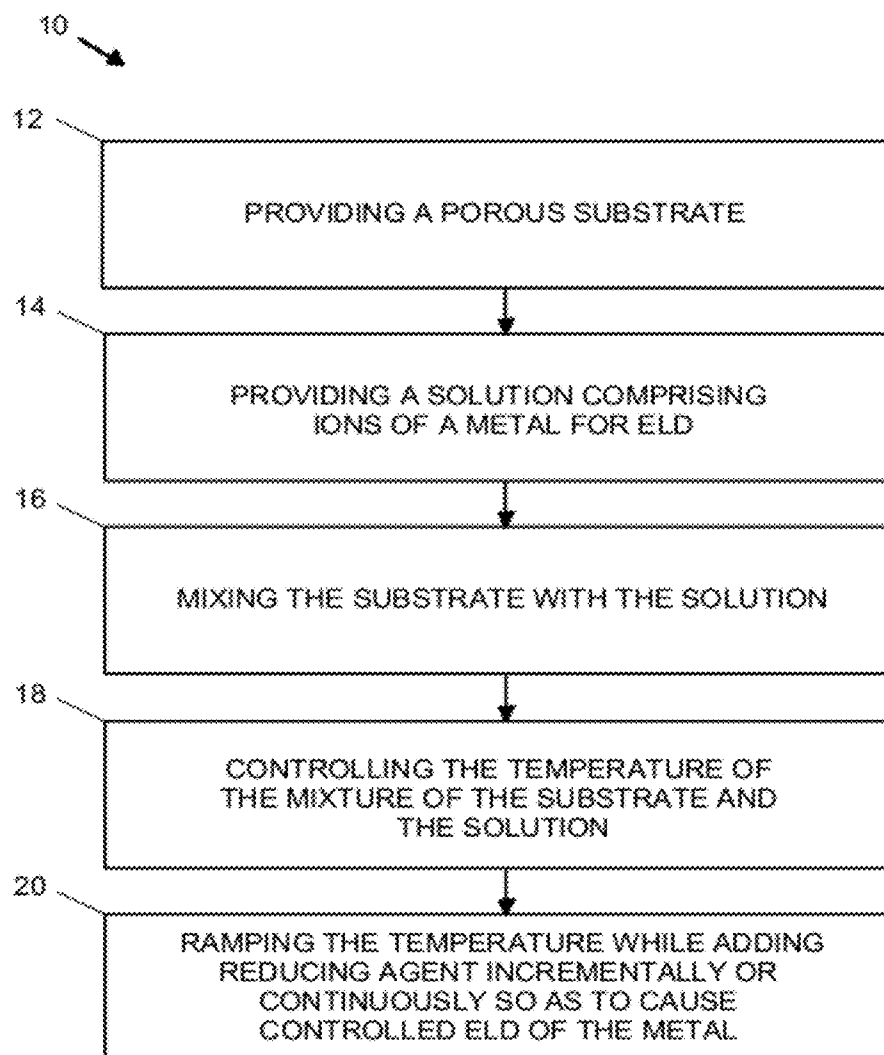 10
12
PROVIDING A POROUS SUBSTRATE
14
PROVIDING A SOLUTION COMPRISING
IONS OF A METAL FOR ELD
16
MIXING THE SUBSTRATE WITH THE SOLUTION
18
CONTROLLING THE TEMPERATURE OF
THE MIXTURE OF THE SUBSTRATE AND
THE SOLUTION
20
RAMPING THE TEMPERATURE WHILE ADDING
REDUCING AGENT INCREMENTALLY OR
CONTINUOUSLY SO AS TO CAUSE
CONTROLLED ELD OF THE METAL